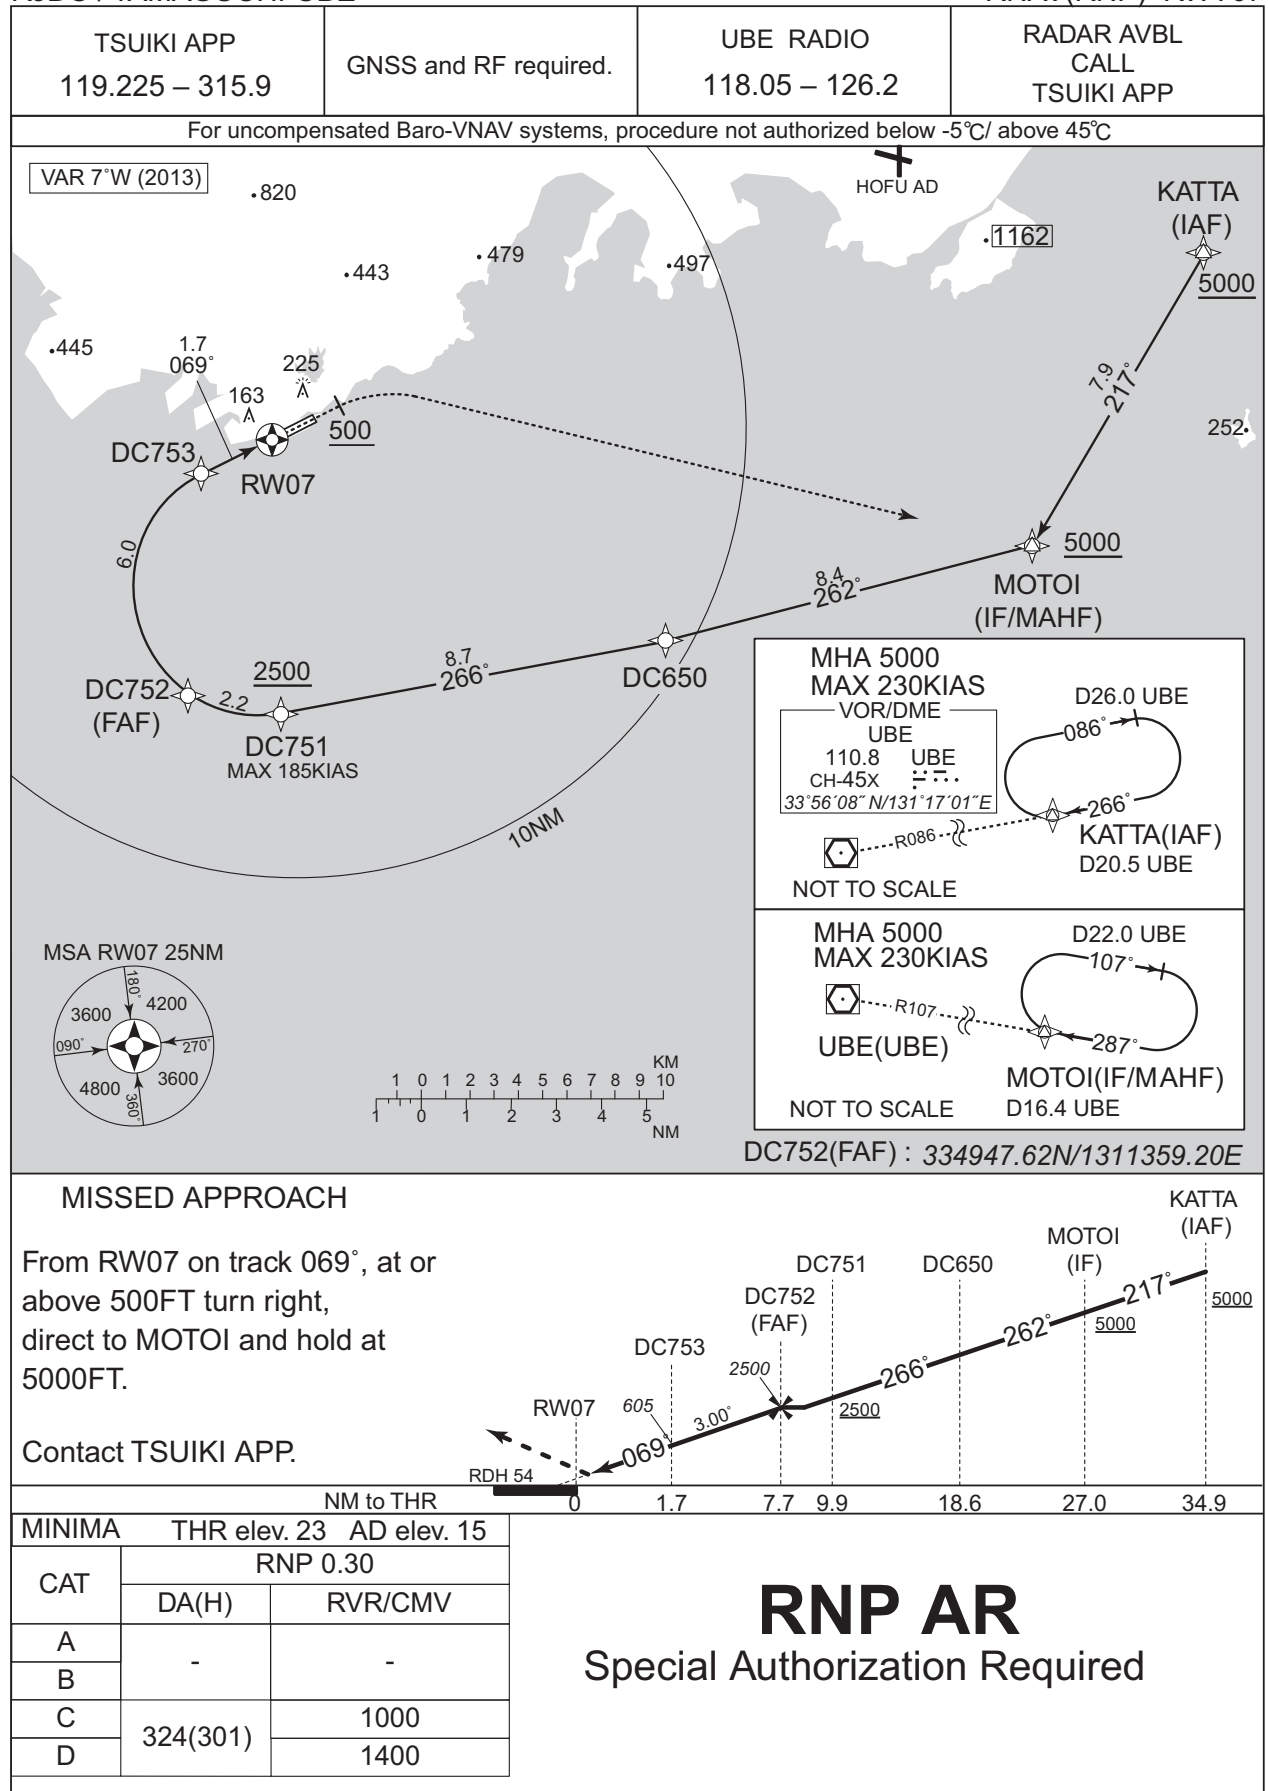 TSUIKI APP
119.225 – 315.9
GNSS and RF required.
UBE RADIO
118.05 – 126.2
RADAR AVBL
CALL
TSUIKI APP
For uncompensated Baro-VNAV systems, procedure not authorized below -5°C/ above 45°C
VAR 7°W (2013)
820
443
479
497
445
HOFU AD
1162
KATTA
(IAF)
5000
7.9
217°
252
1.7
069°
225
163
500
DC753
RW07
6.0
5000
MOTOI
(IF/MAHF)
8.4
262°
DC650
8.7
266°
2500
2.2
DC752
(FAF)
DC751
MAX 185KIAS
10NM
MHA 5000
MAX 230KIAS
VOR/DME
UBE
110.8 UBE
CH-45X
33°56′08″ N/131°17′01″E
D26.0 UBE
086°
266°
R086
KATTA(IAF)
D20.5 UBE
NOT TO SCALE
MHA 5000
MAX 230KIAS
D22.0 UBE
107°
R107
287°
UBE(UBE)
MOTOI(IF/MAHF)
D16.4 UBE
NOT TO SCALE
MSA RW07 25NM
180°
3600
4200
090°
270°
4800
3600
360°
KM
1 0 1 2 3 4 5 6 7 8 9 10
1 0 1 2 3 4 5
NM
DC752(FAF) : 334947.62N/1311359.20E
MISSED APPROACH
From RW07 on track 069°, at or
above 500FT turn right,
direct to MOTOI and hold at
5000FT.
Contact TSUIKI APP.
KATTA
(IAF)
MOTOI
(IF)
DC650
DC751
DC752
(FAF)
DC753
RW07
217°
5000
262°
5000
266°
2500
2500
3.00°
605
069°
RDH 54
NM to THR
0 1.7 7.7 9.9 18.6 27.0 34.9
MINIMA THR elev. 23 AD elev. 15
CAT
RNP 0.30
DA(H) RVR/CMV
A
B
- -
C
D
324(301)
1000
1400
RNP AR
Special Authorization Required